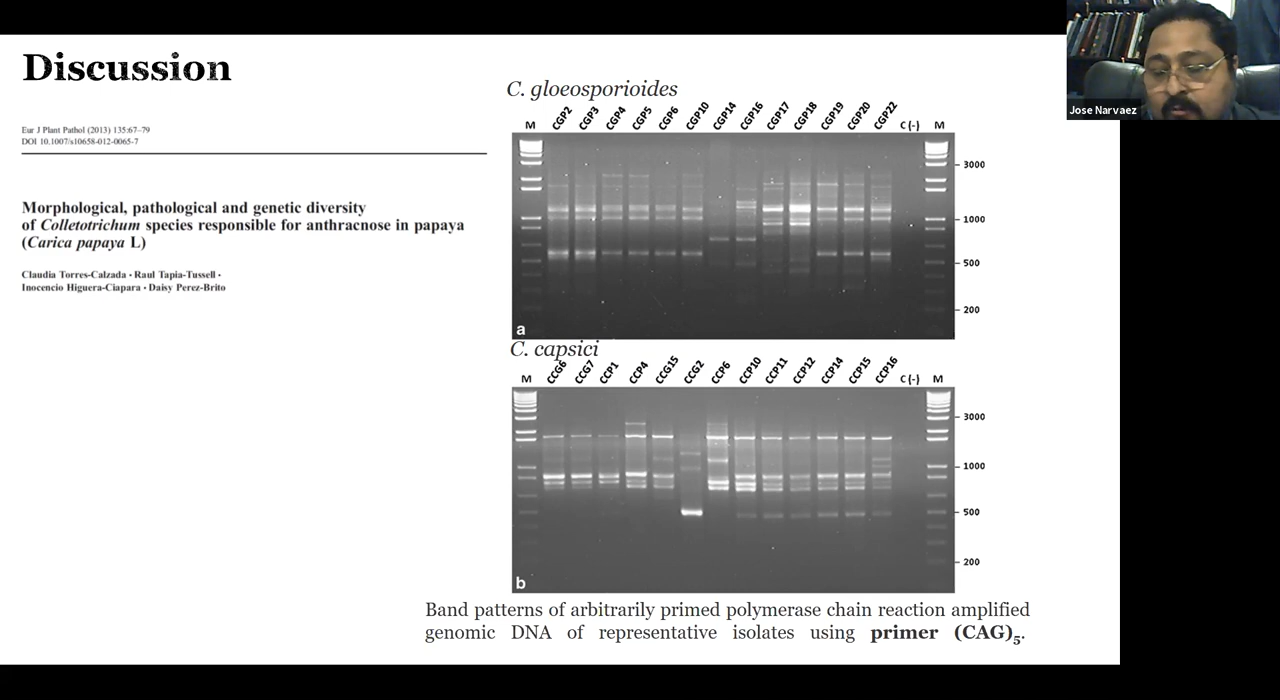 Discussion
Eur J Plant Pathol (2013) 135:67–79
DOI 10.1007/s10658-012-0065-7
Morphological, pathological and genetic diversity
of Colletotrichum species responsible for anthracnose in papaya
(Carica papaya L)
Claudia Torres-Calzada · Raul Tapia-Tussell ·
Inocencio Higuera-Ciapara · Daisy Perez-Brito
C. gloeosporioides
M CGP2 CGP3 CGP4 CGP5 CGP6 CGP10 CGP14 CGP16 CGP17 CGP18 CGP19 CGP20 CGP22 C (-) M
3000
1000
500
200
a
C. capsici
M CCG6 CCG7 CCP1 CCP4 CCG15 CCG2 CCP6 CCP10 CCP11 CCP12 CCP14 CCP15 CCP16 C (-) M
3000
1000
500
200
b
Band patterns of arbitrarily primed polymerase chain reaction amplified
genomic DNA of representative isolates using primer (CAG)5.
Jose Narvaez